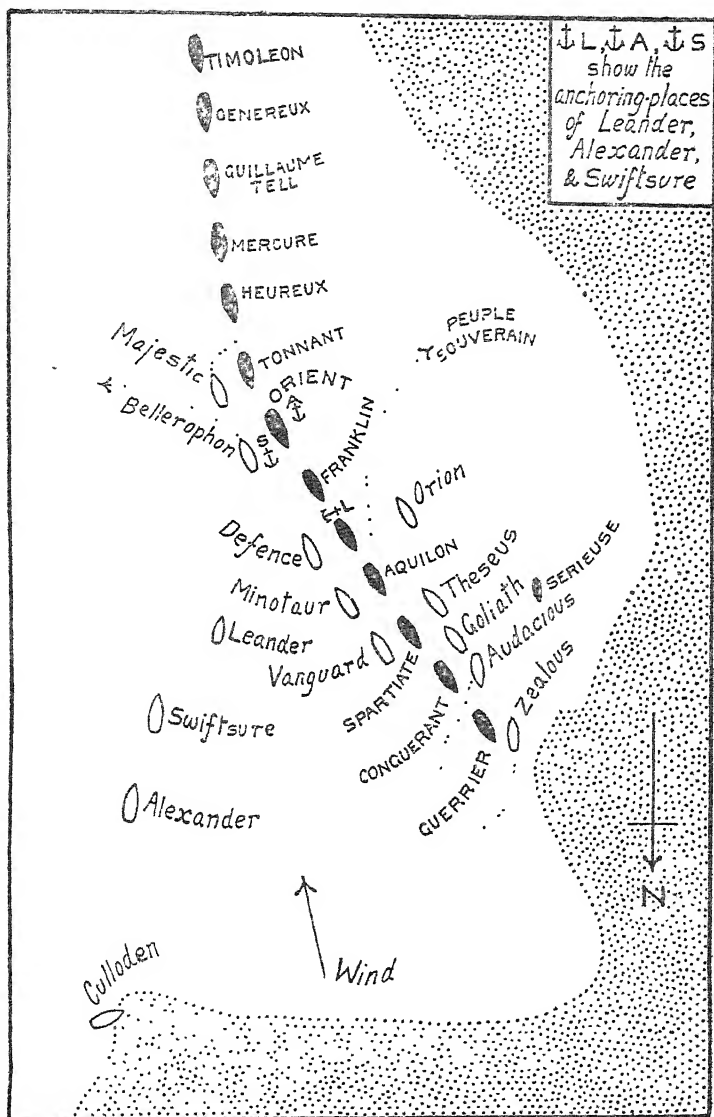 L, A, S
show the
anchoring-places
of Leander,
Alexander,
& Swiftsure
TIMOLEON
GENEREUX
GUILLAUME
TELL
MERCURE
HEUREUX
PEUPLE
SOUVERAIN
TONNANT
Majestic
ORIENT
A
Bellerophon
S
FRANKLIN
L
Orion
Defence
AQUILON
Theseus
SERIEUSE
Minotaur
Goliath
Leander
Audacious
Vanguard
SPARTIATE
Zealous
Swiftsure
CONQUERANT
GUERRIER
Alexander
N
Wind
Culloden